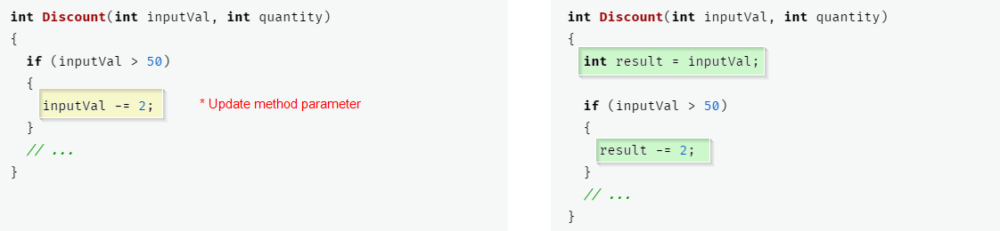 int Discount(int inputVal, int quantity)
{
if (inputVal > 50)
{
inputVal -= 2;
* Update method parameter
}
// ...
}
int Discount(int inputVal, int quantity)
{
int result = inputVal;
if (inputVal > 50)
{
result -= 2;
}
// ...
}